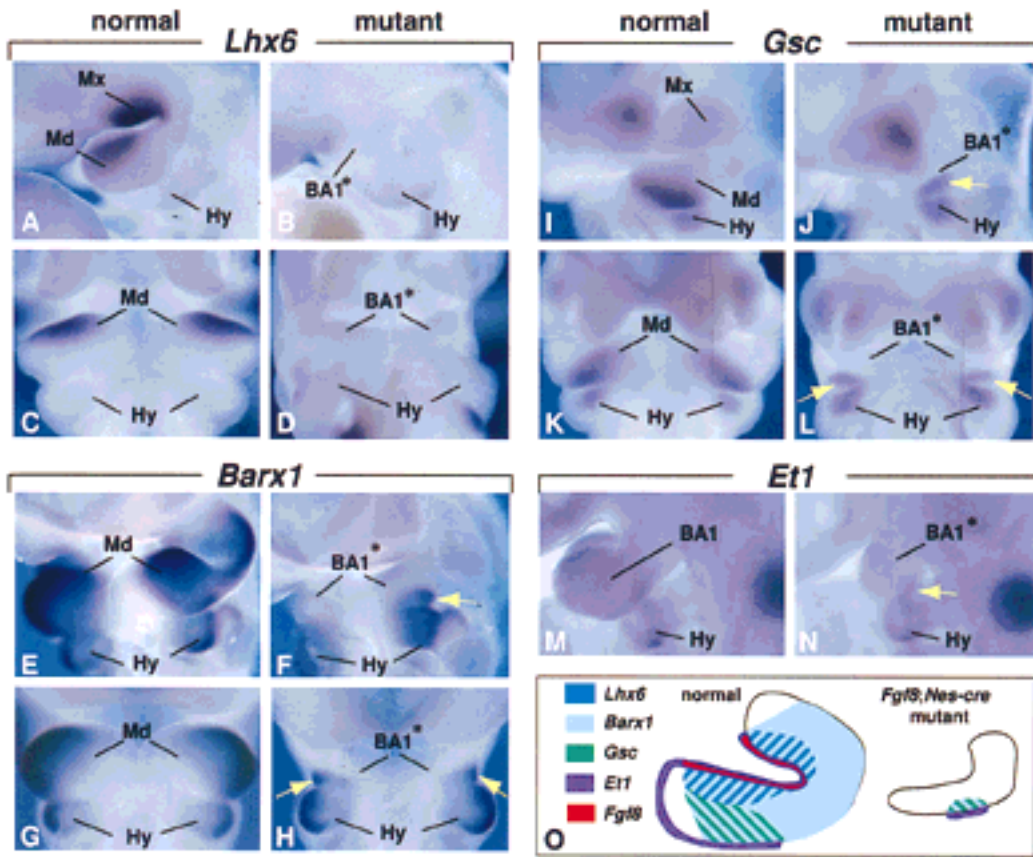 normal mutant normal mutant
Lhx6 Gsc
Mx
Md
Hy
A
BA1*
Hy
B
Mx
Md
Hy
I
BA1*
Hy
J
Md
Hy
C
BA1*
Hy
D
Md
Hy
K
BA1*
Hy
L
Barx1 Et1
Md
Hy
E
BA1*
Hy
F
BA1
Hy
M
BA1*
Hy
N
Md
Hy
G
BA1*
Hy
H
Lhx6
Barx1
Gsc
Et1
Fgf8
normal
Fgf8;Nes-cre
mutant
O